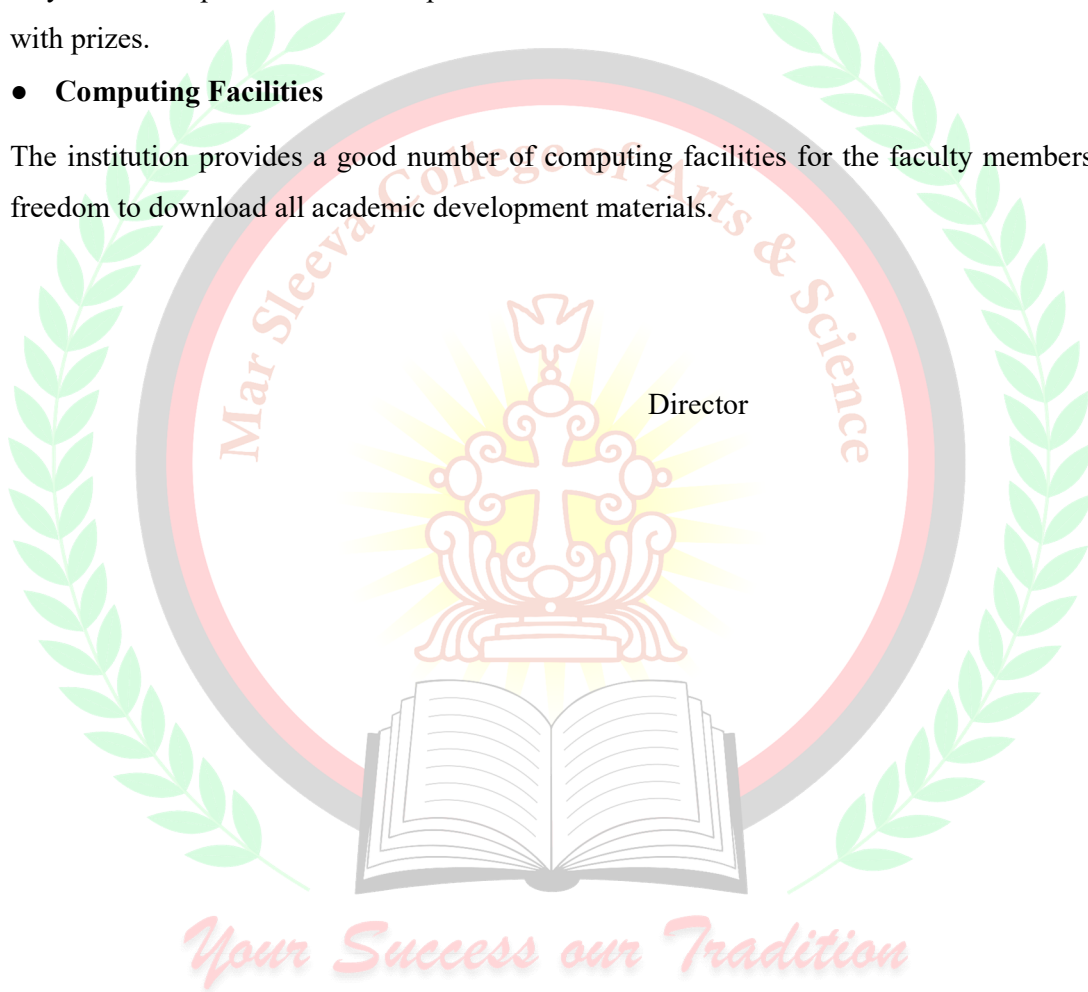 with prizes.
● Computing Facilities
The institution provides a good number of computing facilities for the faculty members
freedom to download all academic development materials.
Mar Sleeva College of Arts & Science
Director
Your Success our Tradition